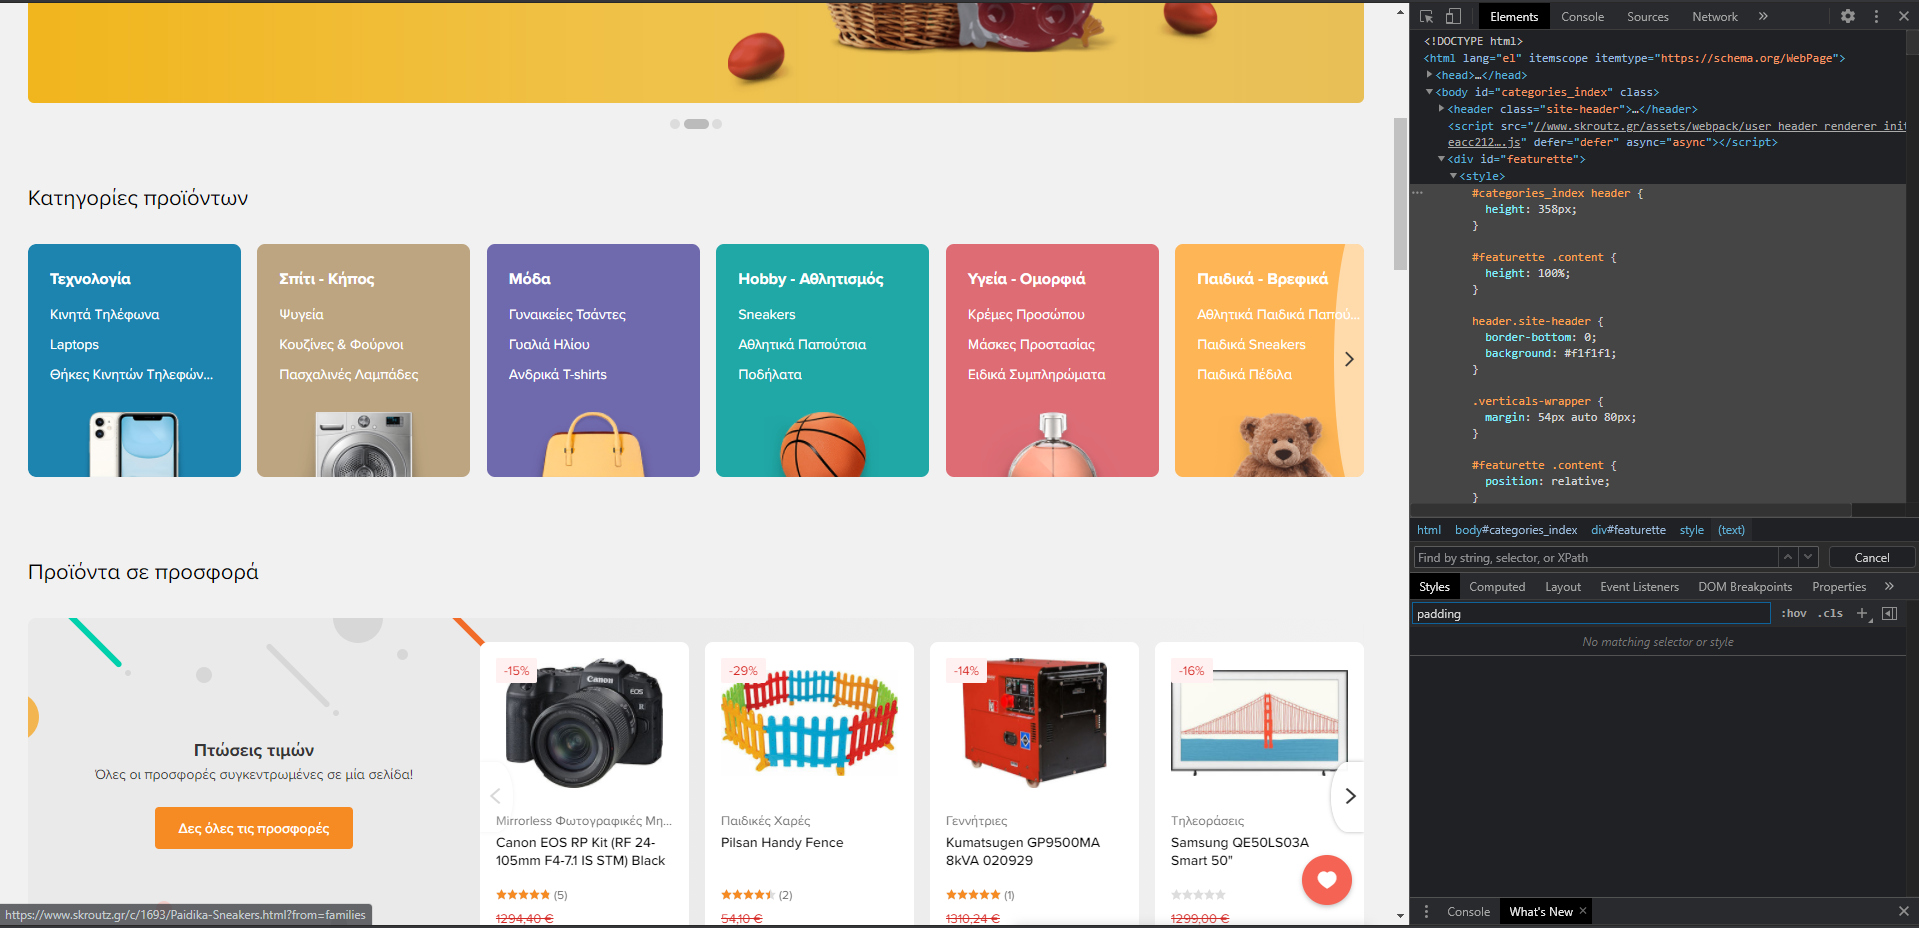 Κατηγορίες προϊόντων
Τεχνολογία
Κινητά Τηλέφωνα
Laptops
Θήκες Κινητών Τηλεφών...
Σπίτι - Κήπος
Ψυγεία
Κουζίνες & Φούρνοι
Πασχαλινές Λαμπάδες
Μόδα
Γυναικείες Τσάντες
Γυαλιά Ηλίου
Ανδρικά T-shirts
Hobby - Αθλητισμός
Sneakers
Αθλητικά Παπούτσια
Ποδήλατα
Υγεία - Ομορφιά
Κρέμες Προσώπου
Μάσκες Προστασίας
Ειδικά Συμπληρώματα
Παιδικά - Βρεφικά
Αθλητικά Παιδικά Παπού...
Παιδικά Sneakers
Παιδικά Πέδιλα
Προϊόντα σε προσφορά
Πτώσεις τιμών
Όλες οι προσφορές συγκεντρωμένες σε μία σελίδα!
Δες όλες τις προσφορές
-15%
Canon
EOS
R
Mirrorless Φωτογραφικές Μη...
Canon EOS RP Kit (RF 24-
105mm F4-7.1 IS STM) Black
(5)
1294,40 €
-29%
Παιδικές Χαρές
Pilsan Handy Fence
(2)
54,10 €
-14%
Γεννήτριες
Kumatsugen GP9500MA
8kVA 020929
(1)
1310,24 €
-16%
Τηλεοράσεις
Samsung QE50LS03A
Smart 50"
1299,00 €
https://www.skroutz.gr/c/1693/Paidika-Sneakers.html?from=families
Elements
Console
Sources
Network
<!DOCTYPE html>
<html lang="el" itemscope itemtype="https://schema.org/WebPage">
<head>…</head>
<body id="categories_index" class>
<header class="site-header">…</header>
<script src="//www.skroutz.gr/assets/webpack/user_header_renderer_init
eacc212….js" defer="defer" async="async"></script>
<div id="featurette">
<style>
#categories_index header {
height: 358px;
}
#featurette .content {
height: 100%;
}
header.site-header {
border-bottom: 0;
background: #f1f1f1;
}
.verticals-wrapper {
margin: 54px auto 80px;
}
#featurette .content {
position: relative;
}
html body#categories_index div#featurette style (text)
Find by string, selector, or XPath
Cancel
Styles
Computed
Layout
Event Listeners
DOM Breakpoints
Properties
padding
:hov .cls +
No matching selector or style
Console
What's New